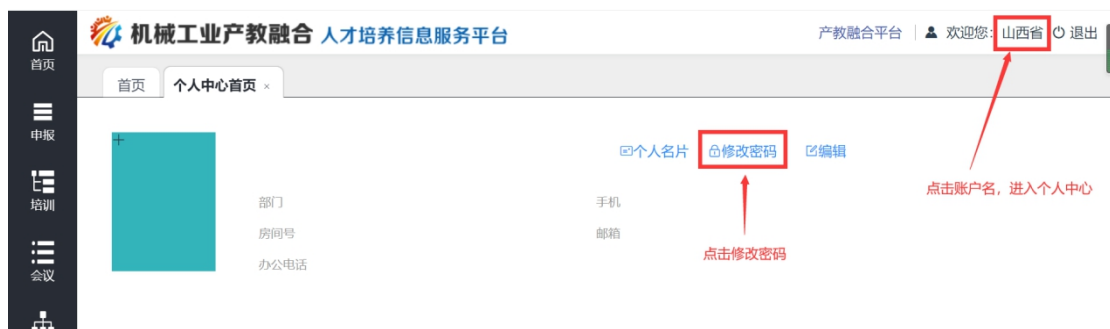 机械工业产教融合 人才培养信息服务平台
产教融合平台 欢迎您: 山西省 退出
首页
首页 个人中心首页 ×
申报
个人名片 修改密码 编辑
培训
点击账户名，进入个人中心
部门 手机
房间号 邮箱
点击修改密码
办公电话
会议